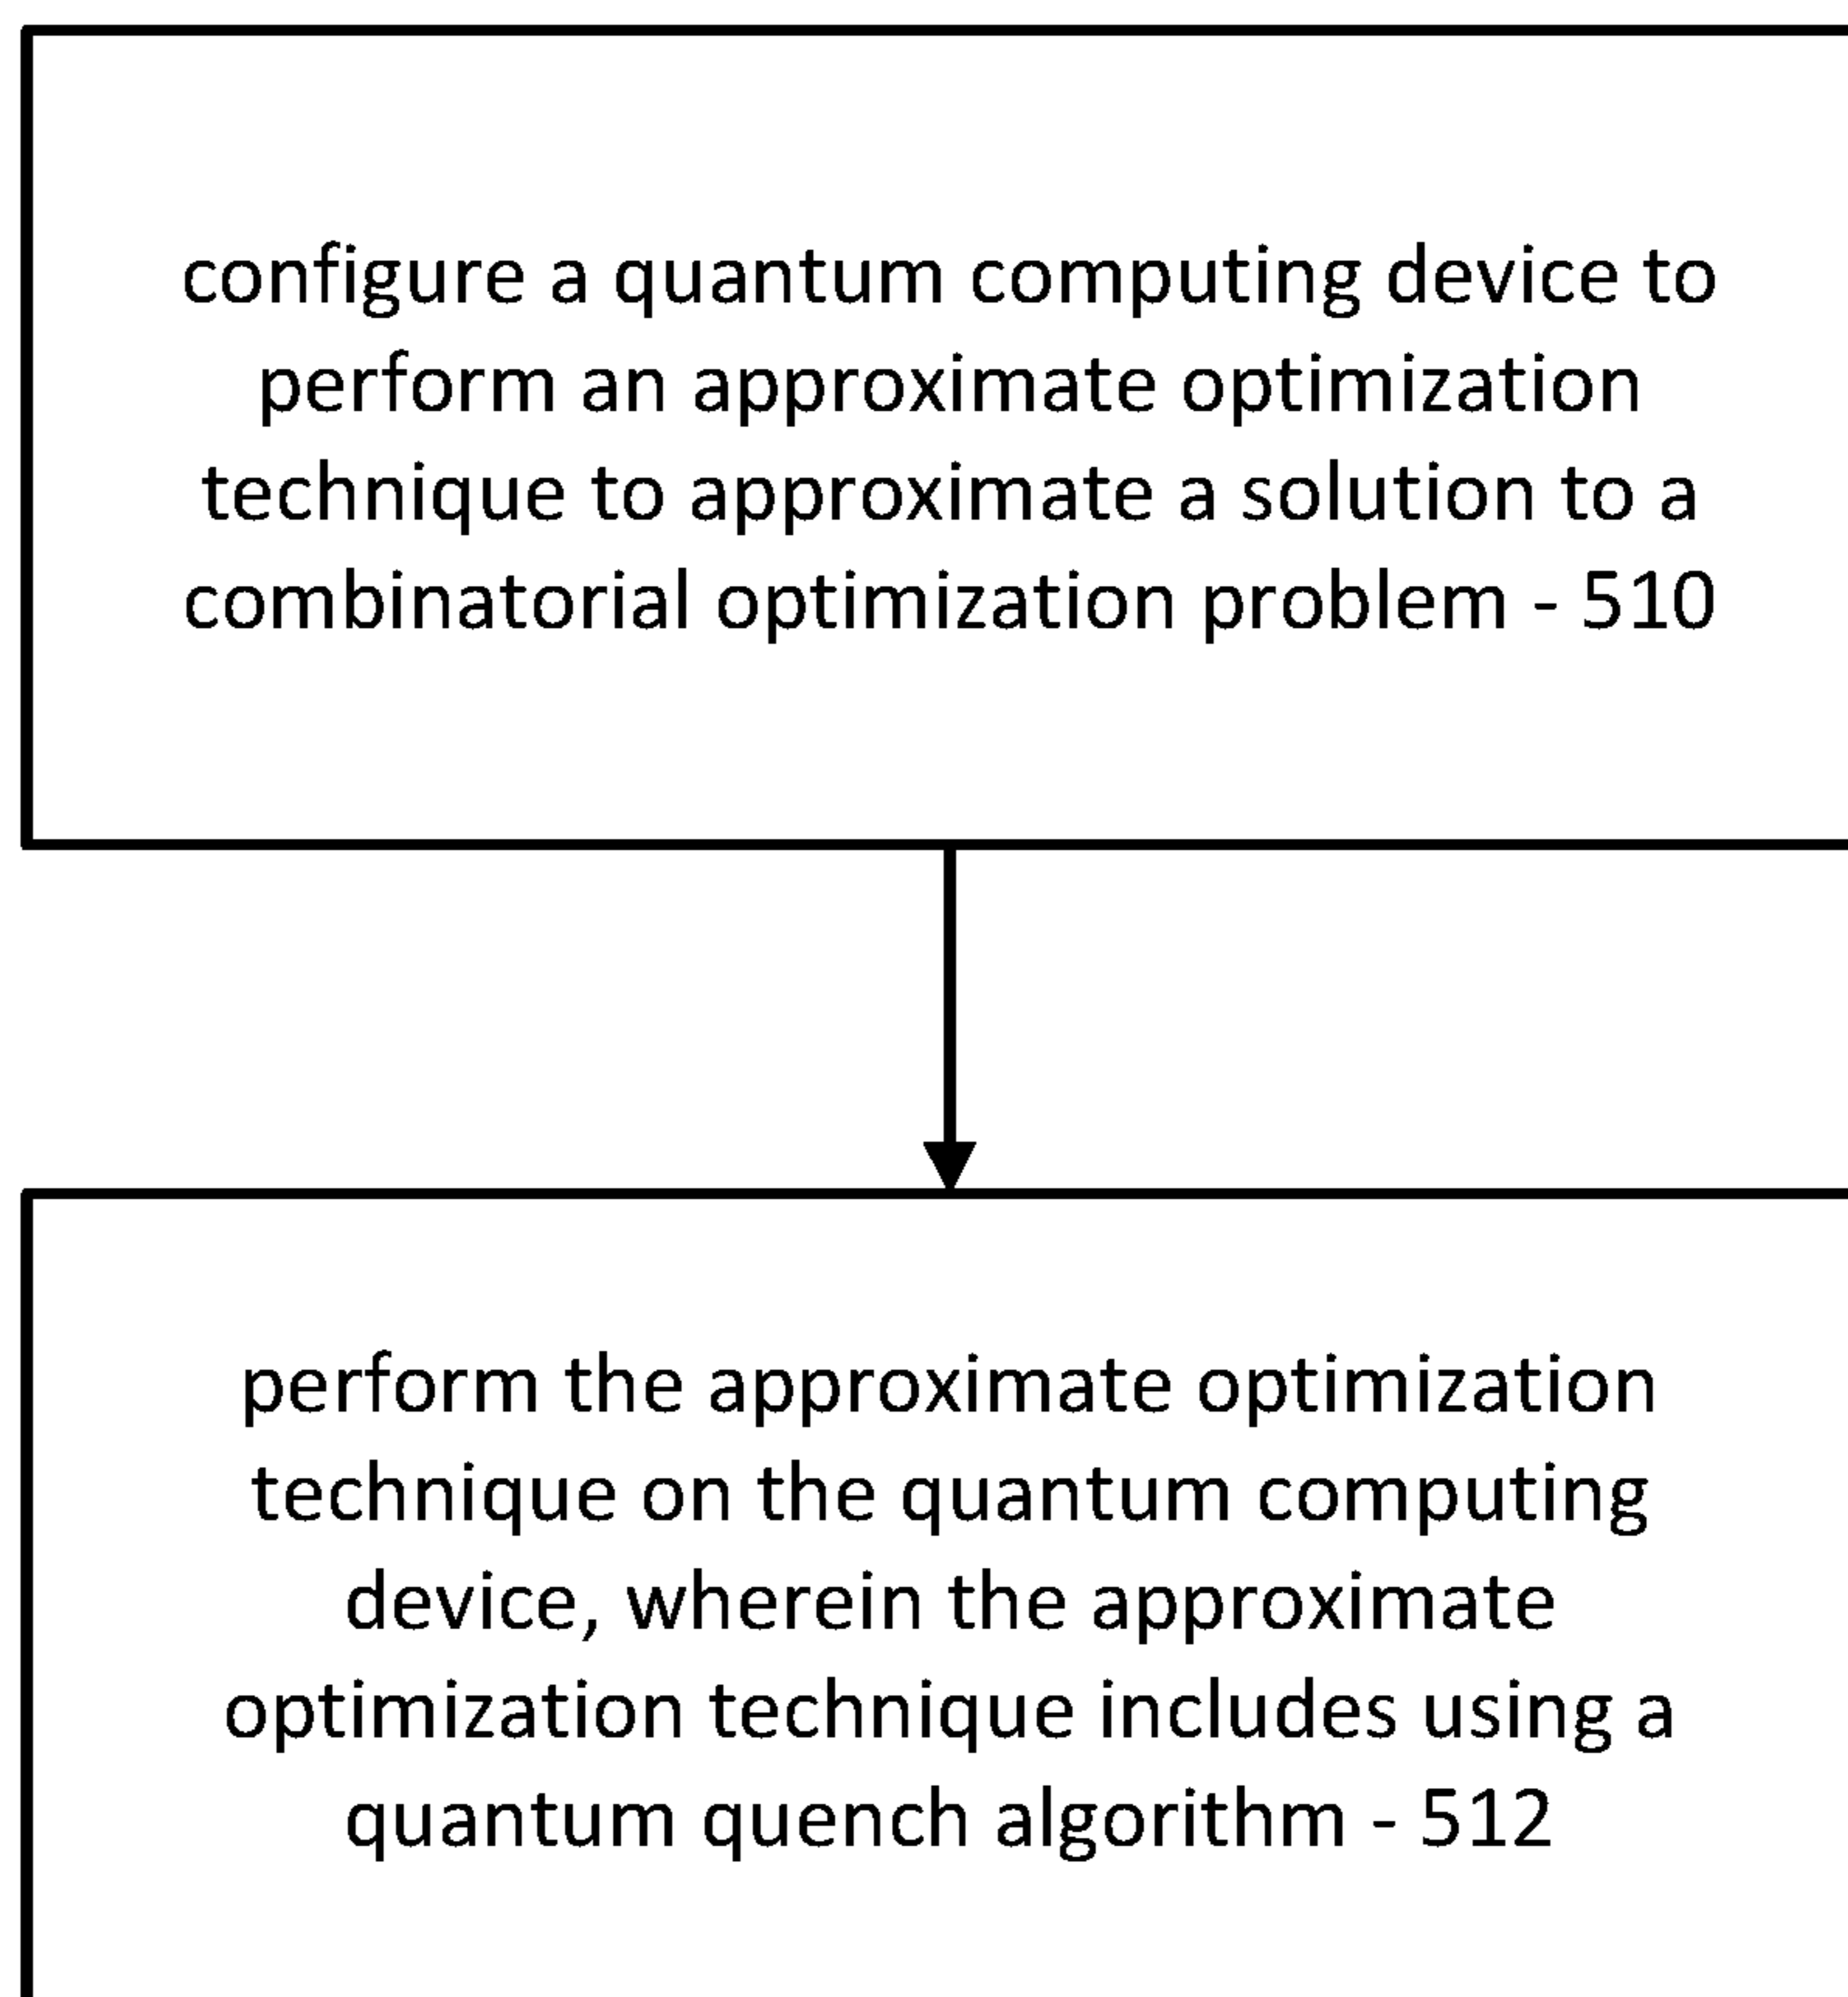 configure a quantum computing device to
perform an approximate optimization
technique to approximate a solution to a
combinatorial optimization problem - 510
perform the approximate optimization
technique on the quantum computing
device, wherein the approximate
optimization technique includes using a
quantum quench algorithm - 512